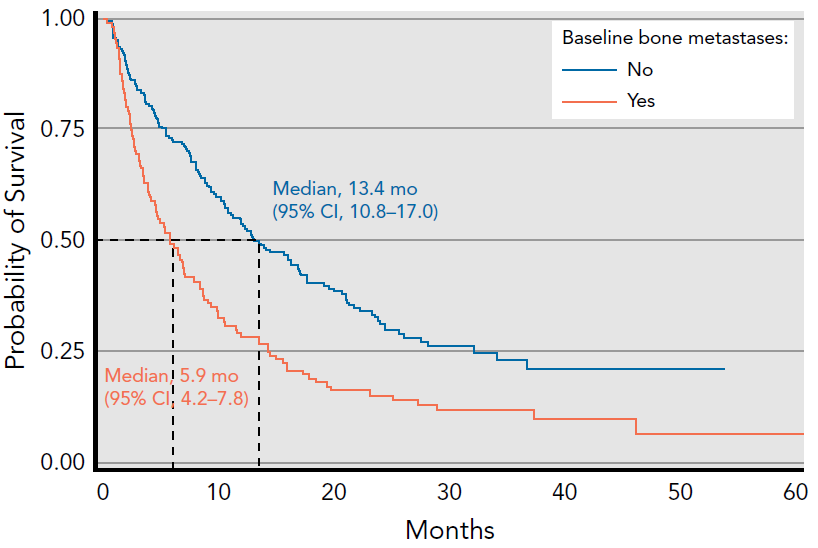 1.00
0.75
0.50
0.25
0.00
Probability of Survival
Baseline bone metastases:
No
Yes
Median, 13.4 mo
(95% CI, 10.8–17.0)
Median, 5.9 mo
(95% CI, 4.2–7.8)
0 10 20 30 40 50 60
Months